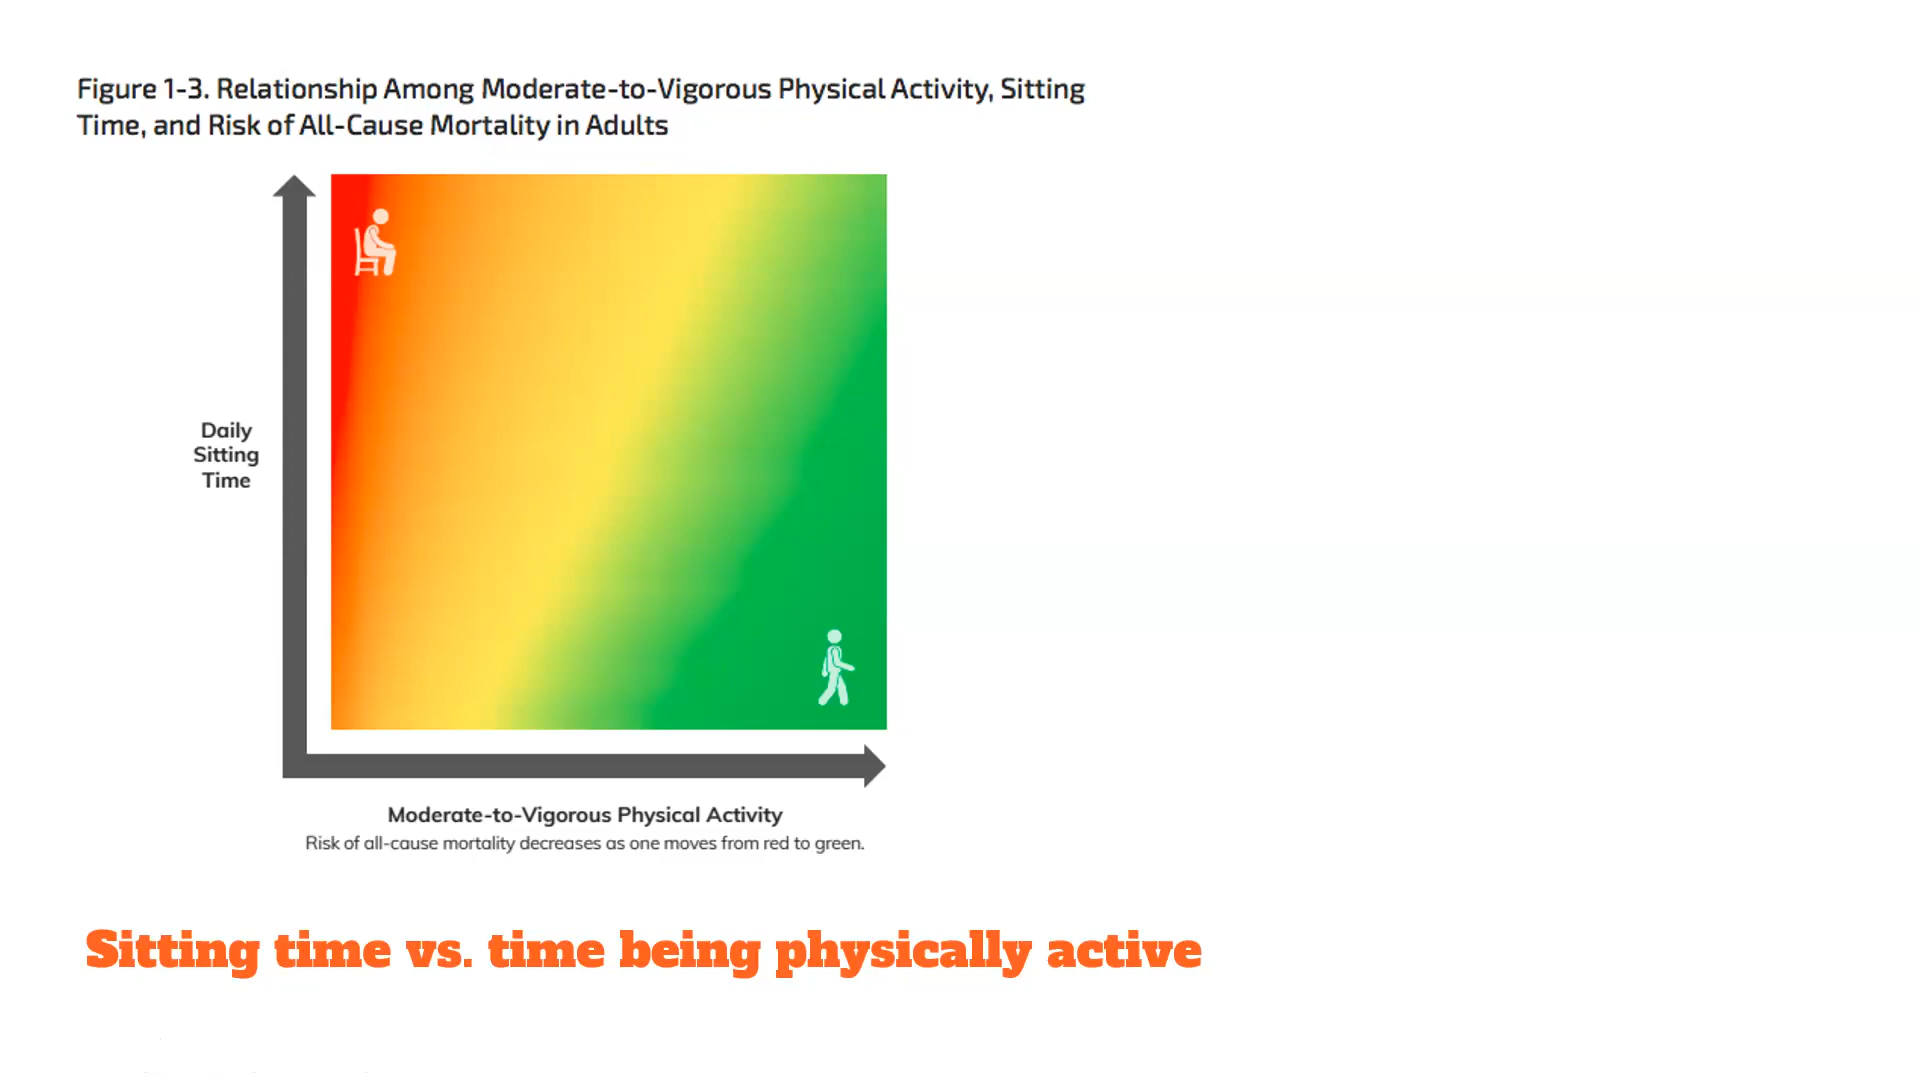 Figure 1-3. Relationship Among Moderate-to-Vigorous Physical Activity, Sitting
Time, and Risk of All-Cause Mortality in Adults
Daily
Sitting
Time
Moderate-to-Vigorous Physical Activity
Risk of all-cause mortality decreases as one moves from red to green.
Sitting time vs. time being physically active